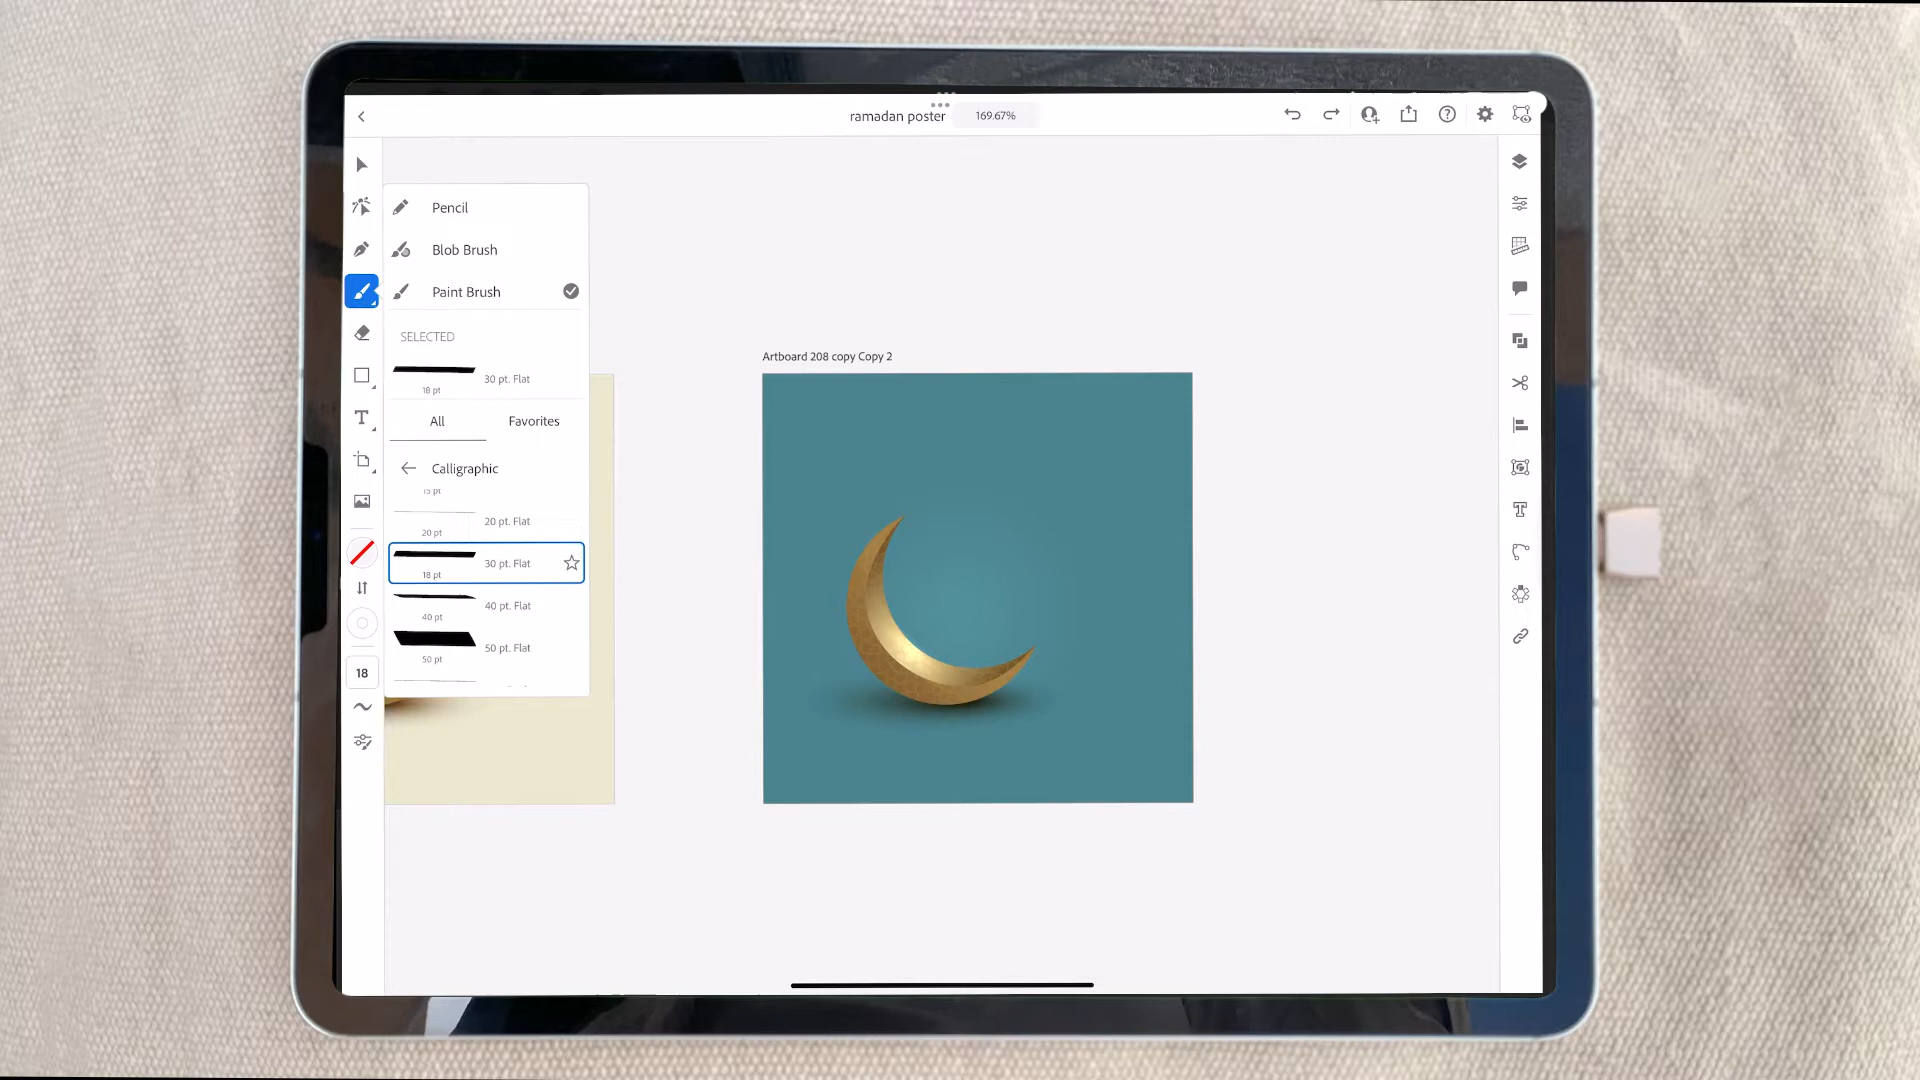 ramadan poster
169.67%
Pencil
Blob Brush
Paint Brush
SELECTED
30 pt. Flat
18 pt
All
Favorites
Calligraphic
15 pt
20 pt. Flat
20 pt
30 pt. Flat
18 pt
40 pt. Flat
40 pt
50 pt. Flat
50 pt
18
Artboard 208 copy Copy 2